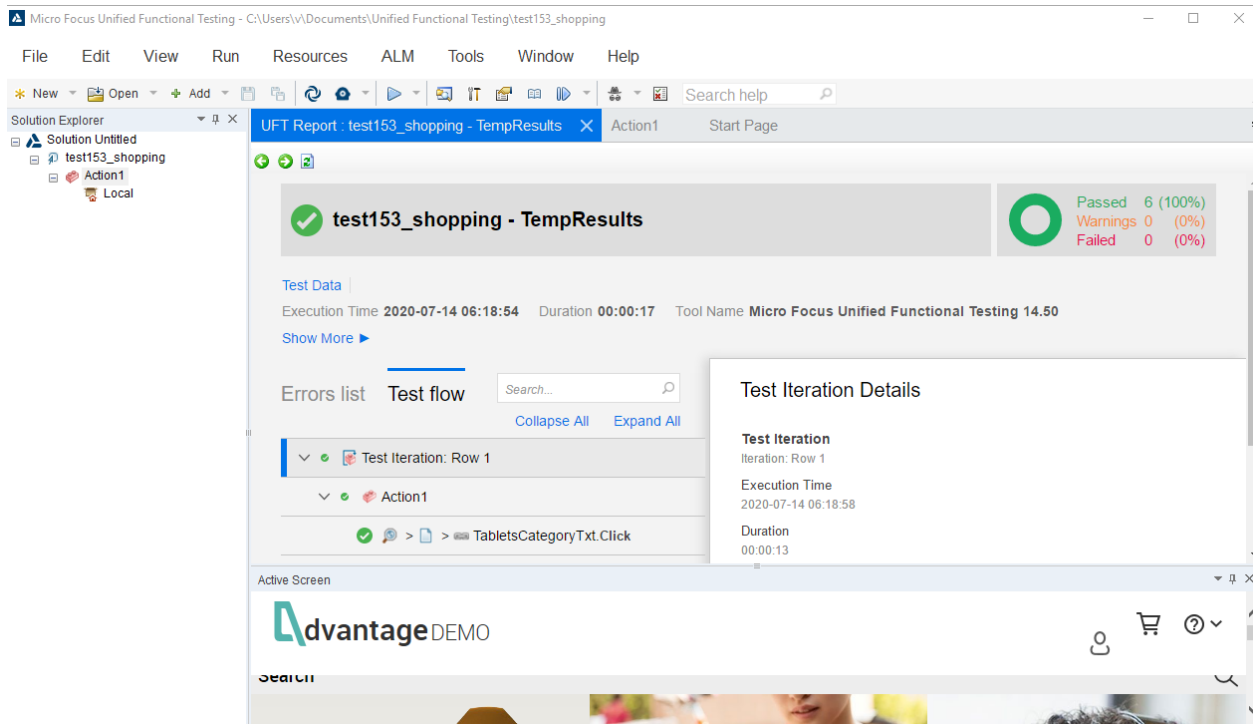 Micro Focus Unified Functional Testing - C:\Users\v\Documents\Unified Functional Testing\test153_shopping
File Edit View Run Resources ALM Tools Window Help
New Open Add Search help
Solution Explorer
Solution Untitled
test153_shopping
Action1
Local
UFT Report : test153_shopping - TempResults Action1 Start Page
test153_shopping - TempResults
Passed 6 (100%)
Warnings 0 (0%)
Failed 0 (0%)
Test Data
Execution Time 2020-07-14 06:18:54 Duration 00:00:17 Tool Name Micro Focus Unified Functional Testing 14.50
Show More
Errors list Test flow Search...
Collapse All Expand All
Test Iteration: Row 1
Action1
> > TabletsCategoryTxt.Click
Test Iteration Details
Test Iteration
Iteration: Row 1
Execution Time
2020-07-14 06:18:58
Duration
00:00:13
Active Screen
dvantage DEMO
Search